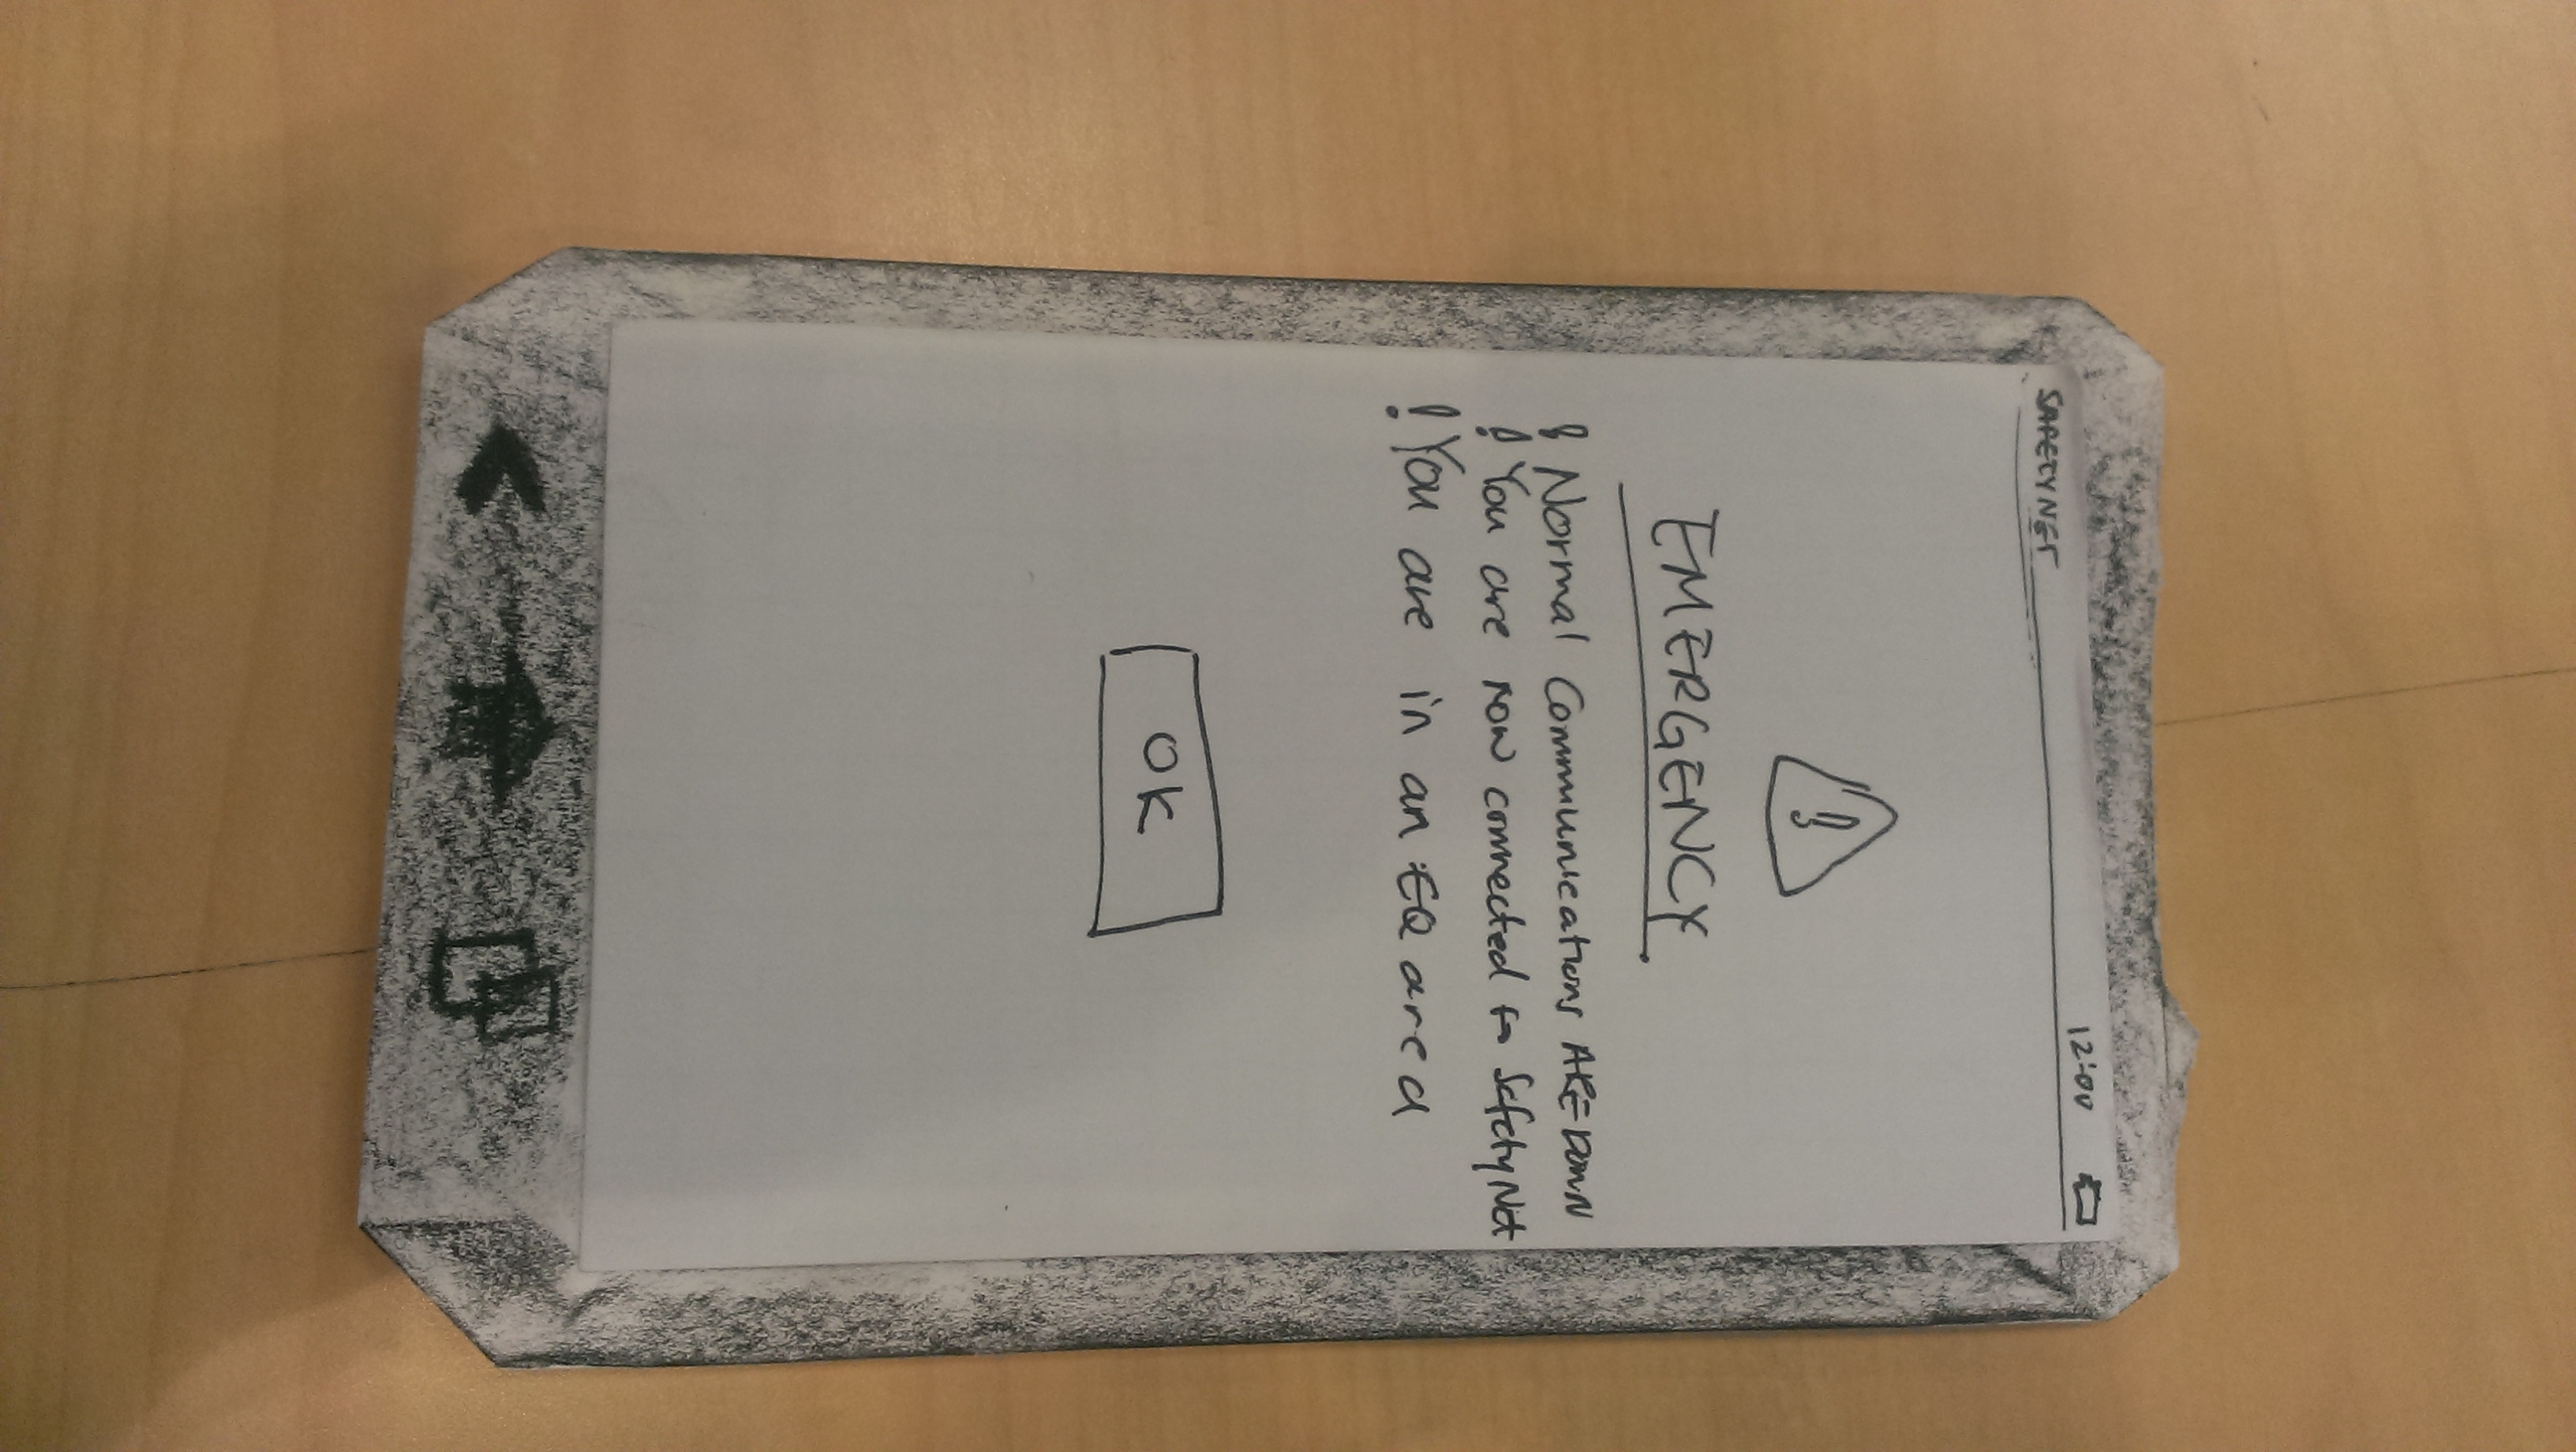 SAFETYNET 12:00
!
EMERGENCY
! Normal Communications ARE DOWN
! You are now connected to SafetyNet
! You are in an EQ area
OK